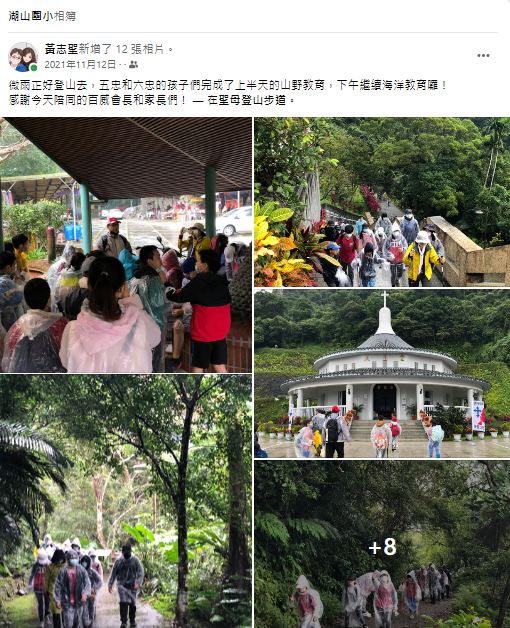 湖山國小相簿
黃志聖新增了 12 張相片。
2021年11月12日 ·
微雨正好登山去，五忠和六忠的孩子們完成了上半天的山野教育，下午繼續海洋教育囉！
感謝今天陪同的百威會長和家長們！ — 在聖母登山步道。
+8